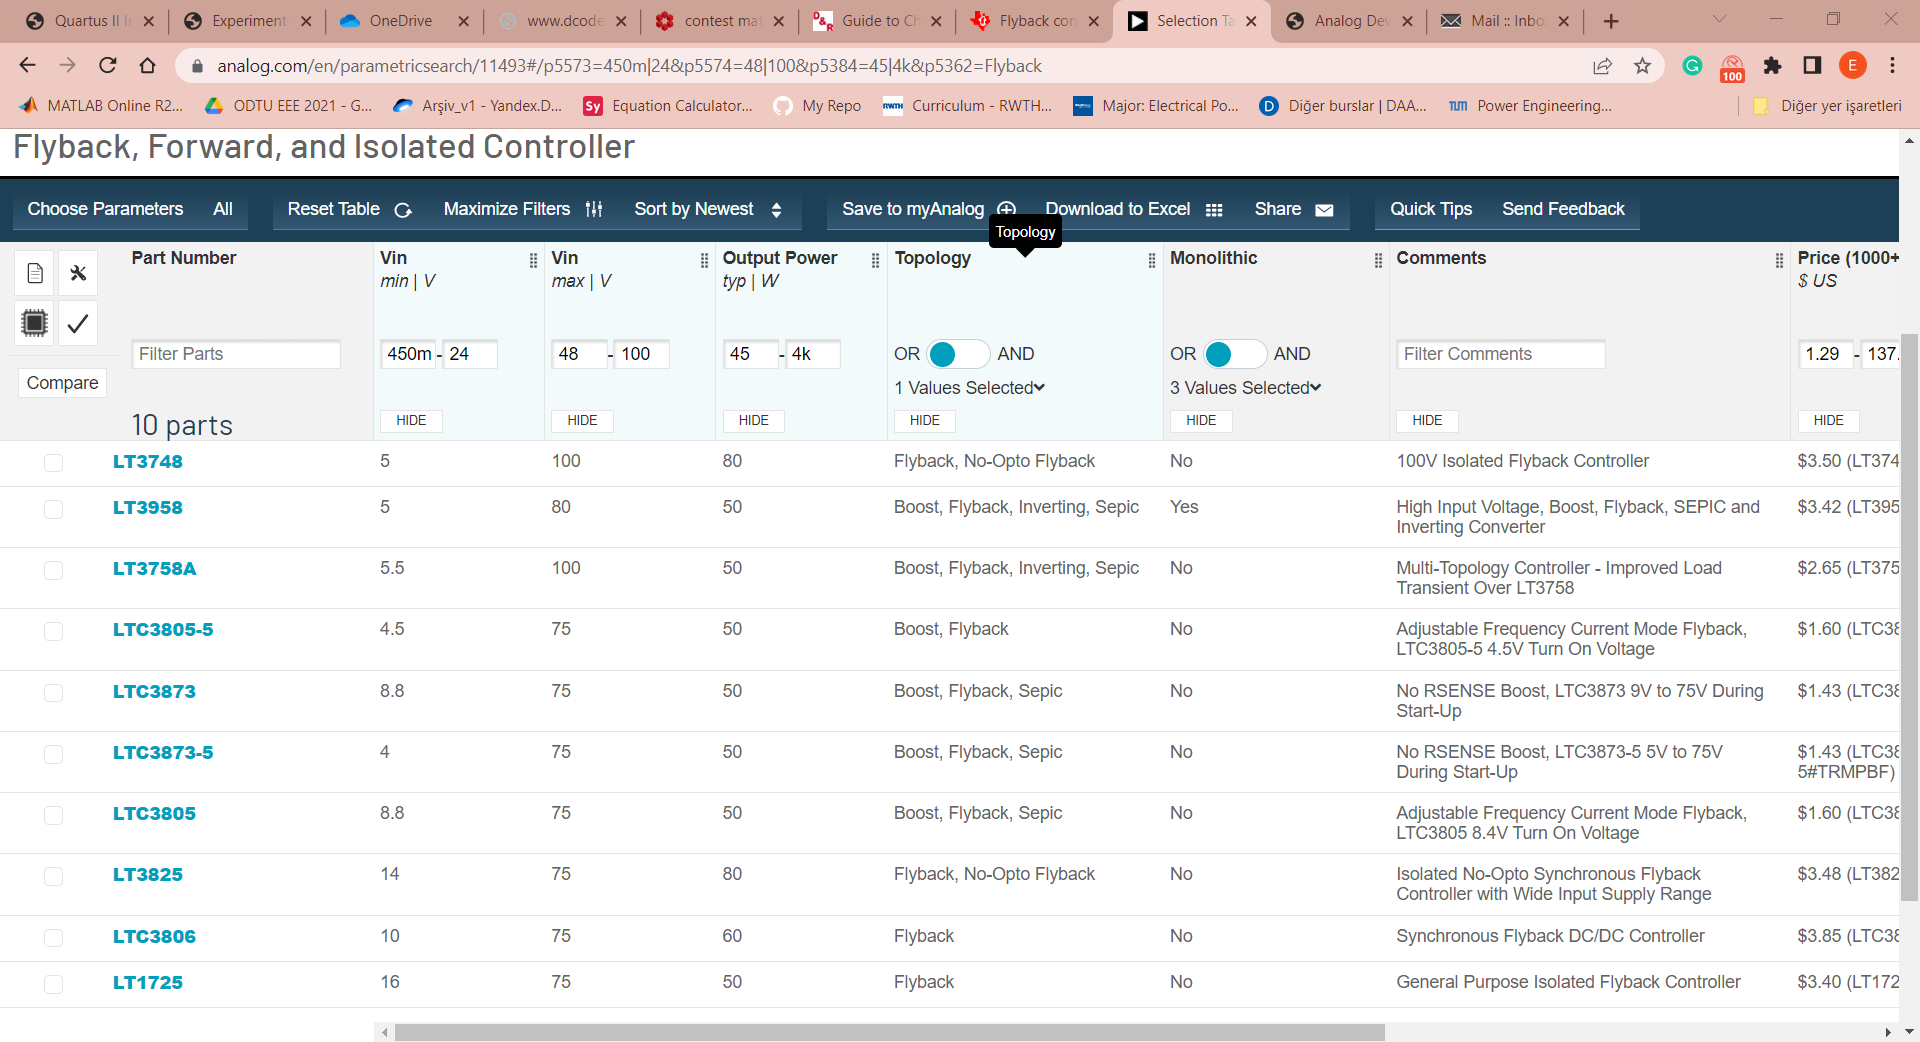 Quartus II
Experiment
OneDrive
www.dcode
contest
Guide to
Flyback con
Selection Ta
Analog De
Mail :: Inbo
analog.com/en/parametricsearch/11493#/p5573=450m|24&p5574=48|100&p5384=45|4k&p5362=Flyback
100
E
MATLAB Online R2...
ODTU EEE 2021 - G...
Arşiv_v1 - Yandex.D...
Sy Equation Calculator...
My Repo
RWTH Curriculum - RWTH...
Major: Electrical Po...
D Diğer burslar | DAA...
TUM Power Engineering...
Diğer yer işaretleri
Flyback, Forward, and Isolated Controller
Choose Parameters All Reset Table Maximize Filters Sort by Newest Save to myAnalog Download to Excel Share Quick Tips Send Feedback
Topology
Part Number Vin Vin Output Power Topology Monolithic Comments Price (1000+
min | V max | V typ | W $ US
Filter Parts 450m - 24 48 - 100 45 - 4k OR AND OR AND Filter Comments 1.29 - 137.
Compare 1 Values Selected 3 Values Selected
10 parts HIDE HIDE HIDE HIDE HIDE HIDE HIDE
LT3748 5 100 80 Flyback, No-Opto Flyback No 100V Isolated Flyback Controller $3.50 (LT374
LT3958 5 80 50 Boost, Flyback, Inverting, Sepic Yes High Input Voltage, Boost, Flyback, SEPIC and $3.42 (LT395
Inverting Converter
LT3758A 5.5 100 50 Boost, Flyback, Inverting, Sepic No Multi-Topology Controller - Improved Load $2.65 (LT375
Transient Over LT3758
LTC3805-5 4.5 75 50 Boost, Flyback No Adjustable Frequency Current Mode Flyback, $1.60 (LTC38
LTC3805-5 4.5V Turn On Voltage
LTC3873 8.8 75 50 Boost, Flyback, Sepic No No RSENSE Boost, LTC3873 9V to 75V During $1.43 (LTC38
Start-Up
LTC3873-5 4 75 50 Boost, Flyback, Sepic No No RSENSE Boost, LTC3873-5 5V to 75V $1.43 (LTC38
During Start-Up 5#TRMPBF)
LTC3805 8.8 75 50 Boost, Flyback, Sepic No Adjustable Frequency Current Mode Flyback, $1.60 (LTC38
LTC3805 8.4V Turn On Voltage
LT3825 14 75 80 Flyback, No-Opto Flyback No Isolated No-Opto Synchronous Flyback $3.48 (LT382
Controller with Wide Input Supply Range
LTC3806 10 75 60 Flyback No Synchronous Flyback DC/DC Controller $3.85 (LTC38
LT1725 16 75 50 Flyback No General Purpose Isolated Flyback Controller $3.40 (LT172